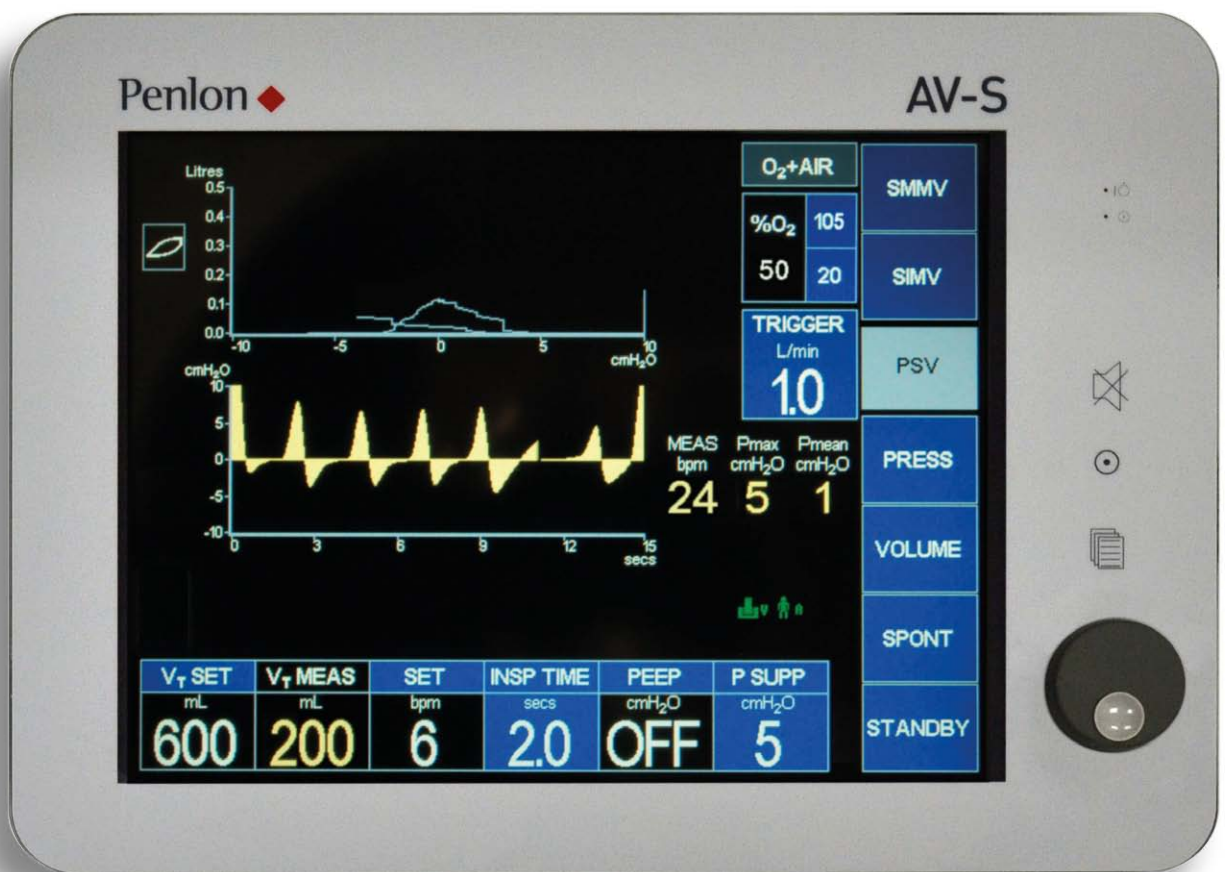 Penlon
AV-S
Litres
0.5
0.4
0.3
0.2
0.1
0.0
-10 -5 0 5 10
cmH₂O
cmH₂O
10
5
0
-5
-10
0 3 6 9 12 15
secs
O₂+AIR
%O₂ 105
50 20
TRIGGER
L/min
1.0
MEAS Pmax Pmean
bpm cmH₂O cmH₂O
24 5 1
V A
SMMV
SIMV
PSV
PRESS
VOLUME
SPONT
STANDBY
V_T SET V_T MEAS SET INSP TIME PEEP P SUPP
mL mL bpm secs cmH₂O cmH₂O
600 200 6 2.0 OFF 5